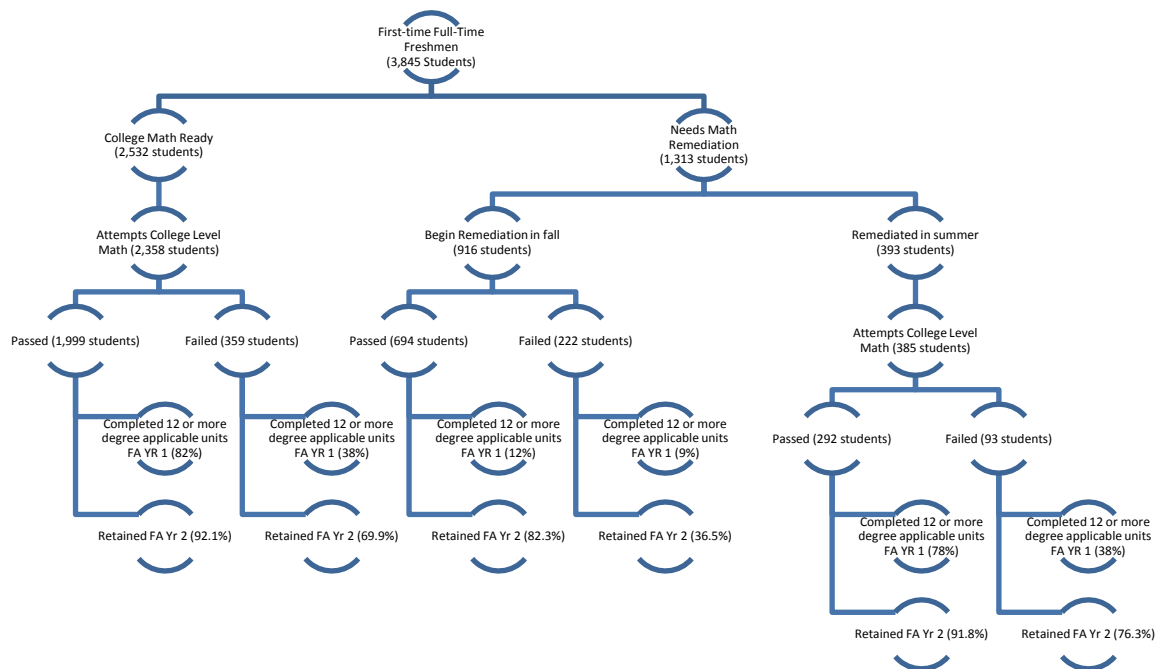 First-time Full-Time
Freshmen
(3,845 Students)
College Math Ready
(2,532 students)
Needs Math
Remediation
(1,313 students)
Attempts College Level
Math (2,358 students)
Begin Remediation in fall
(916 students)
Remediated in summer
(393 students)
Passed (1,999 students)
Failed (359 students)
Passed (694 students)
Failed (222 students)
Attempts College Level
Math (385 students)
Completed 12 or more
degree applicable units
FA YR 1 (82%)
Completed 12 or more
degree applicable units
FA YR 1 (38%)
Completed 12 or more
degree applicable units
FA YR 1 (12%)
Completed 12 or more
degree applicable units
FA YR 1 (9%)
Passed (292 students)
Failed (93 students)
Retained FA Yr 2 (92.1%)
Retained FA Yr 2 (69.9%)
Retained FA Yr 2 (82.3%)
Retained FA Yr 2 (36.5%)
Completed 12 or more
degree applicable units
FA YR 1 (78%)
Completed 12 or more
degree applicable units
FA YR 1 (38%)
Retained FA Yr 2 (91.8%)
Retained FA Yr 2 (76.3%)